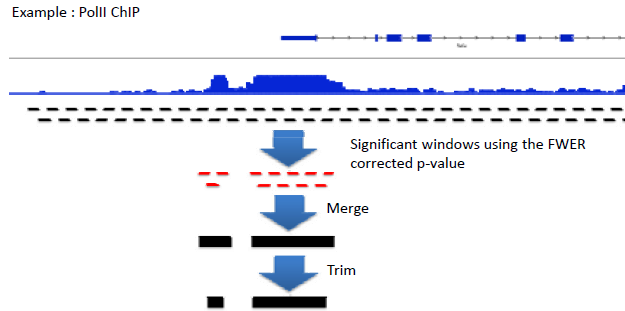 Example : PolII ChIP
Significant windows using the FWER
corrected p-value
Merge
Trim